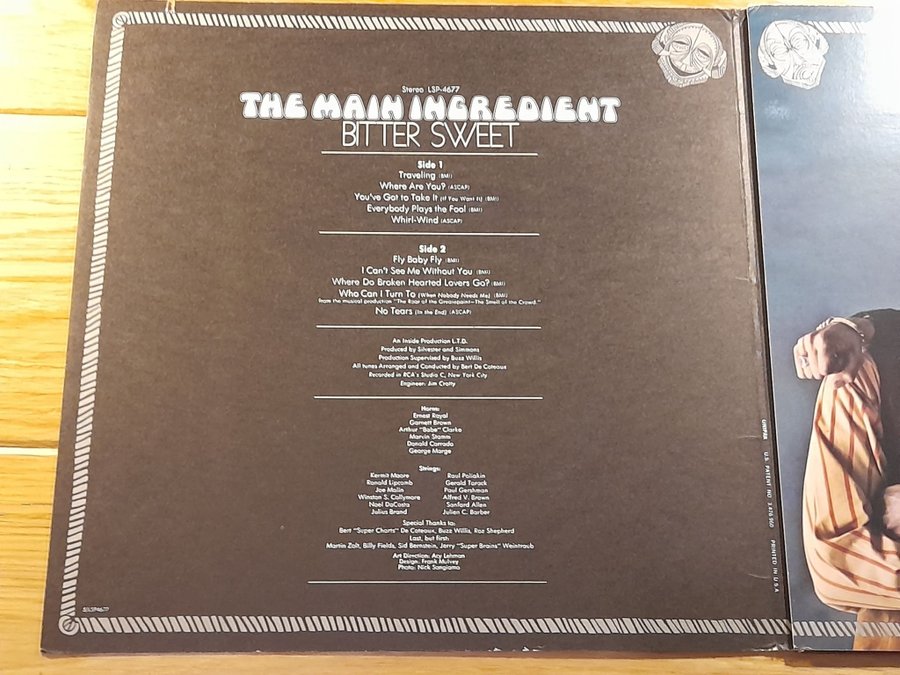 Stereo LSP-4677
THE MAIN INGREDIENT
BITTER SWEET
Side 1
Traveling (BMI)
Where Are You? (ASCAP)
You've Got to Take It (If You Want It) (BMI)
Everybody Plays the Fool (BMI)
Whirl-Wind (ASCAP)
Side 2
Fly Baby Fly (BMI)
I Can't See Me Without You (BMI)
Where Do Broken Hearted Lovers Go? (BMI)
Who Can I Turn To (When Nobody Needs Me) (BMI)
from the musical production "The Roar of the Greasepaint—The Smell of the Crowd."
No Tears (In the End) (ASCAP)
An Inside Production L.T.D.
Produced by Silvester and Simmons
Production Supervised by Buzz Willis
All tunes Arranged and Conducted by Bert De Coteaux
Recorded in RCA's Studio C, New York City
Engineer: Jim Crotty
Horns:
Ernest Royal
Garnett Brown
Arthur "Babe" Clarke
Marvin Stamm
Donald Corrado
George Marge
Strings:
Kermit Moore Raoul Poliakin
Ronald Lipcomb Gerald Tarack
Joe Malin Paul Gershman
Winston S. Collymore Alfred V. Brown
Noel DaCosta Sanford Allen
Julius Brand Julien C. Barber
Special Thanks to:
Bert "Super Charts" De Coteaux, Buzz Willis, Roz Shepherd
Last, but first:
Martin Zolt, Billy Fields, Sid Bernstein, Jerry "Super Brains" Weintraub
Art Direction: Acy Lehman
Design: Frank Mulvey
Photo: Nick Sangiamo
UNIPAK U.S. PATENT NO. PRINTED IN U.S.A